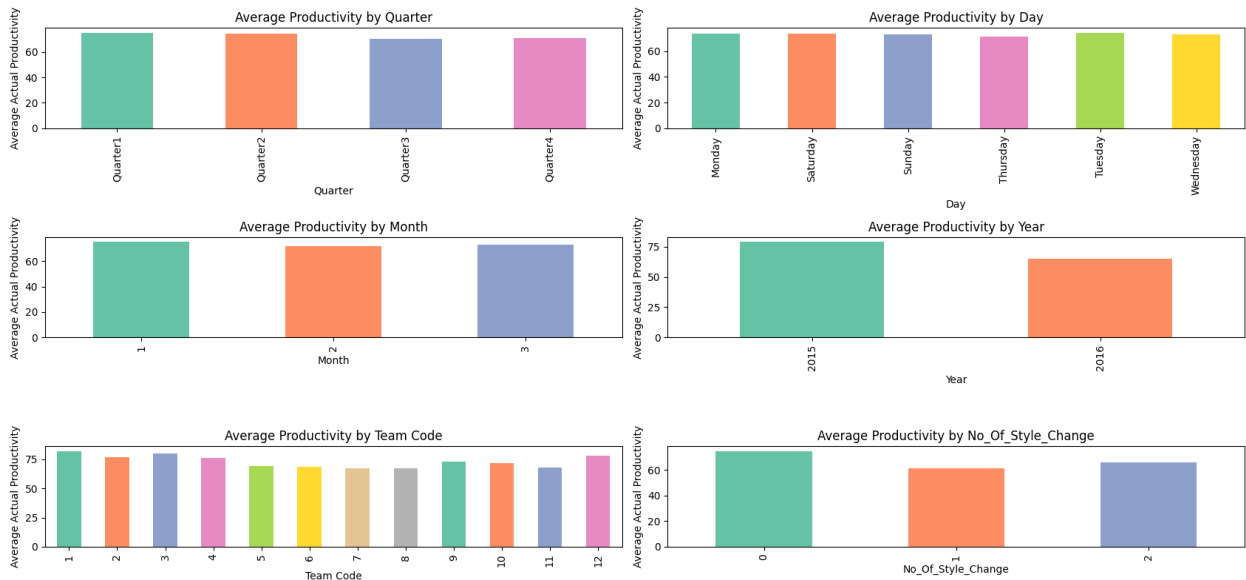 Average Productivity by Quarter
Average Actual Productivity
60
40
20
0
Quarter1
Quarter2
Quarter3
Quarter4
Quarter
Average Productivity by Day
Average Actual Productivity
60
40
20
0
Monday
Saturday
Sunday
Thursday
Tuesday
Wednesday
Day
Average Productivity by Month
Average Actual Productivity
60
40
20
0
1
2
3
Month
Average Productivity by Year
Average Actual Productivity
75
50
25
0
2015
2016
Year
Average Productivity by Team Code
Average Actual Productivity
75
50
25
0
1
2
3
4
5
6
7
8
9
10
11
12
Team Code
Average Productivity by No_Of_Style_Change
Average Actual Productivity
60
40
20
0
0
1
2
No_Of_Style_Change